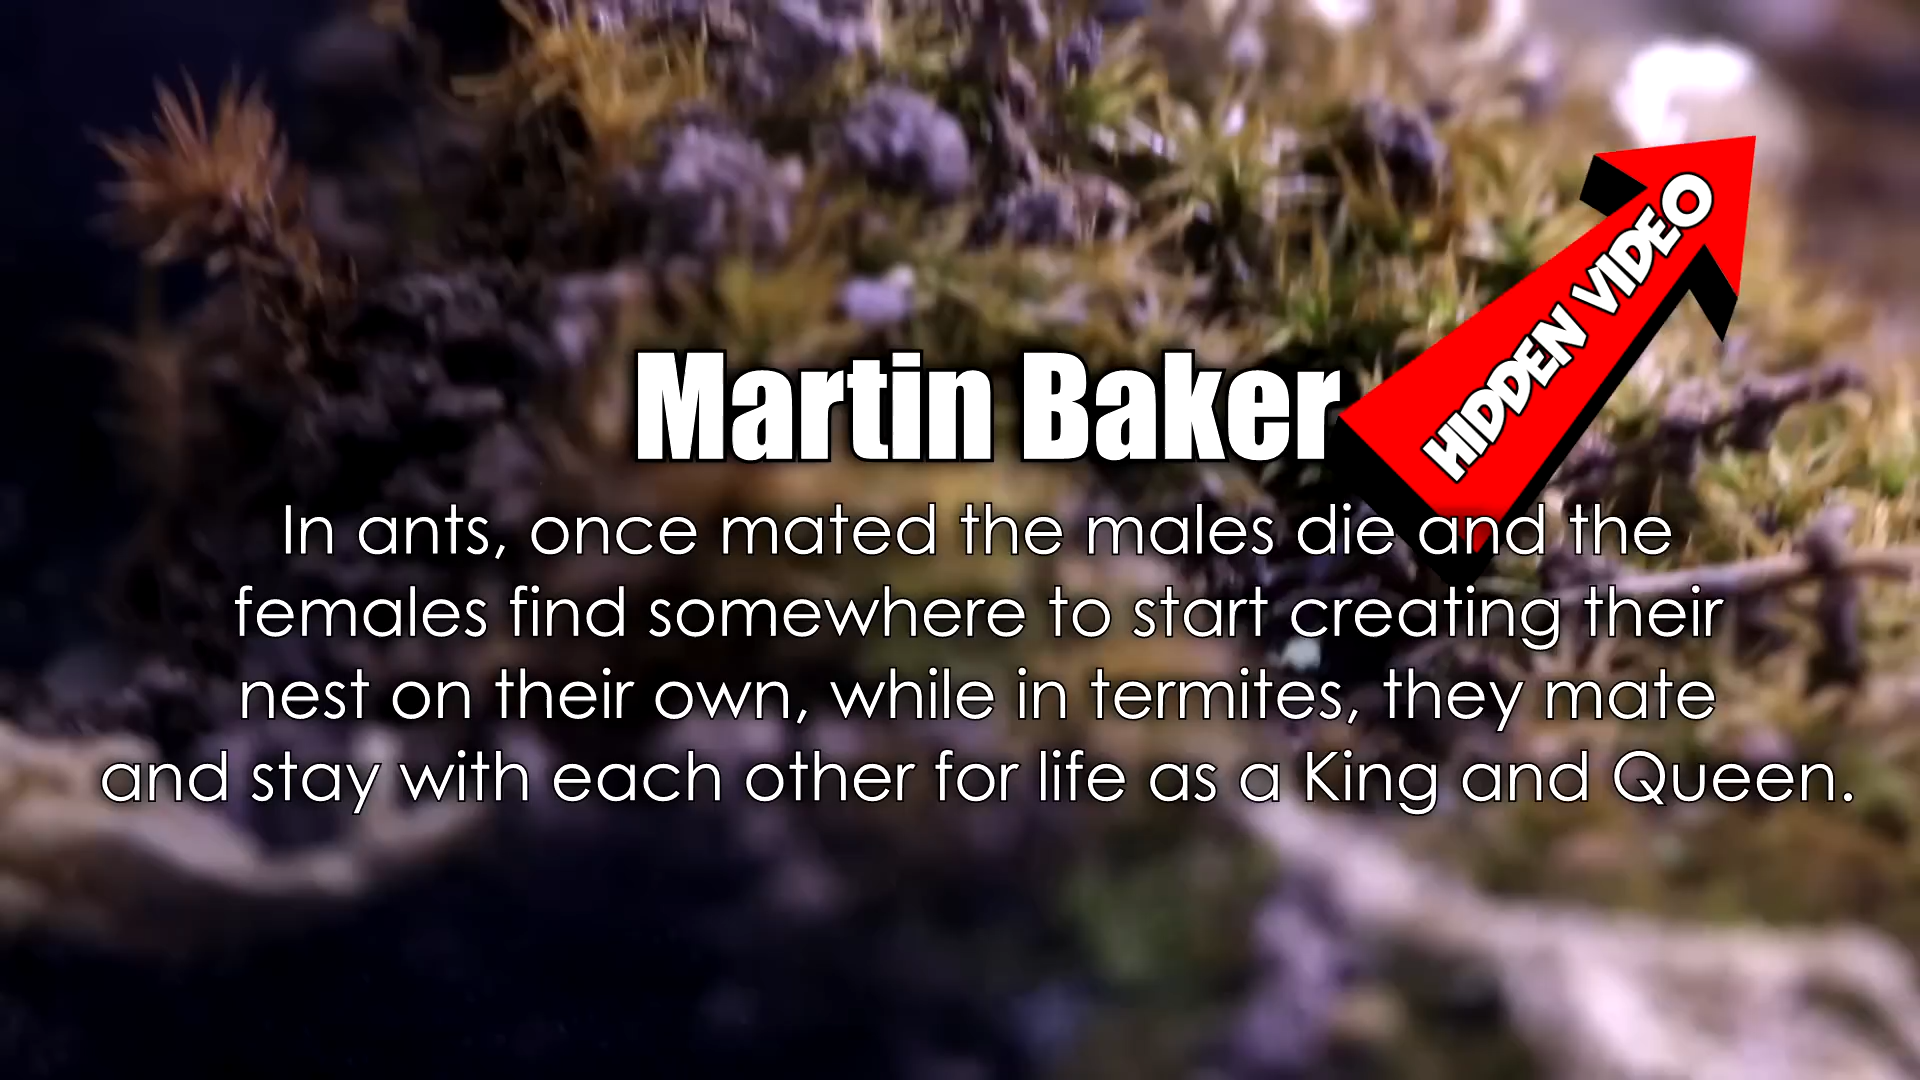 HIDDEN VIDEO
Martin Baker
In ants, once mated the males die and the
females find somewhere to start creating their
nest on their own, while in termites, they mate
and stay with each other for life as a King and Queen.